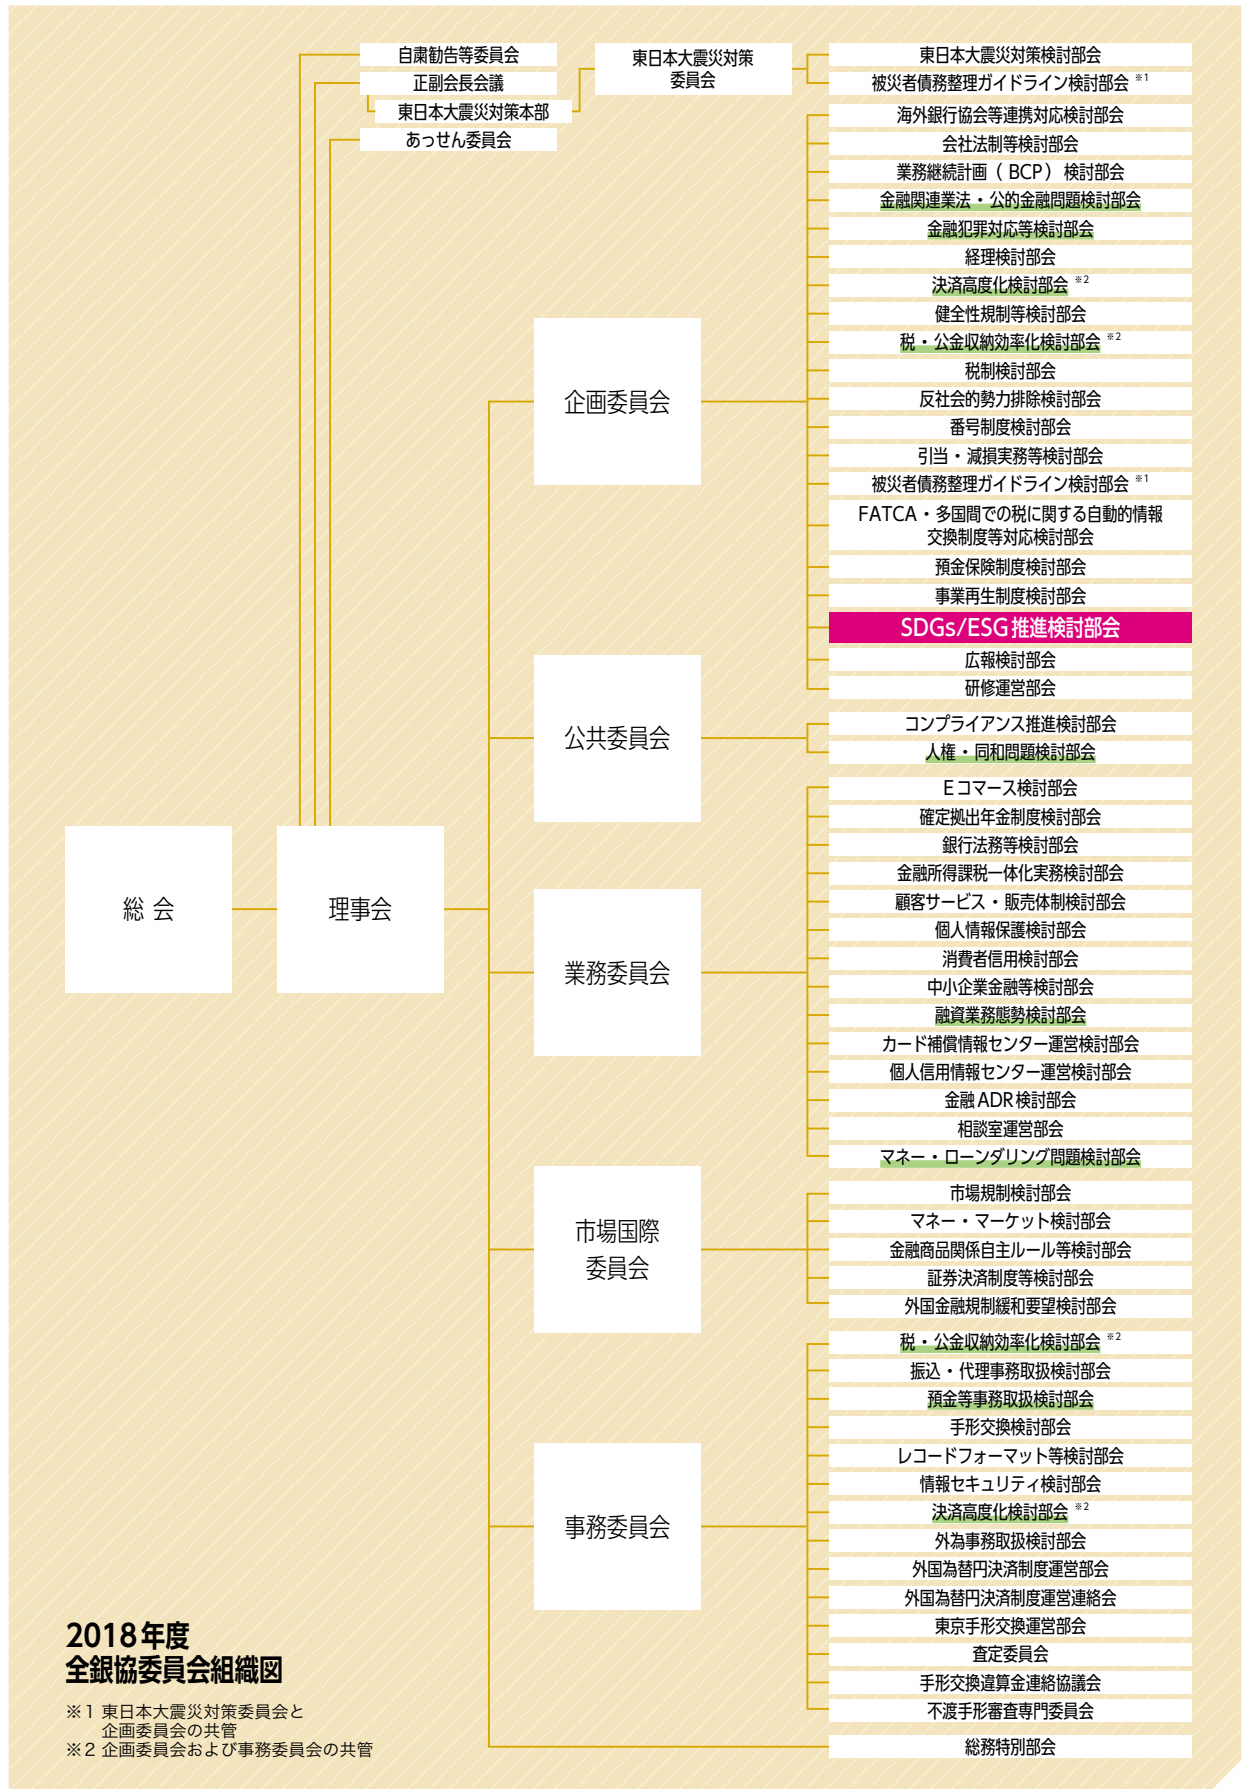 自粛勧告等委員会
正副会長会議
東日本大震災対策本部
あっせん委員会
東日本大震災対策
委員会
東日本大震災対策検討部会
被災者債務整理ガイドライン検討部会 ※1
海外銀行協会等連携対応検討部会
会社法制等検討部会
業務継続計画（BCP）検討部会
金融関連業法・公的金融問題検討部会
金融犯罪対応等検討部会
経理検討部会
決済高度化検討部会 ※2
健全性規制等検討部会
税・公金収納効率化検討部会 ※2
税制検討部会
反社会的勢力排除検討部会
番号制度検討部会
引当・減損実務等検討部会
被災者債務整理ガイドライン検討部会 ※1
FATCA・多国間での税に関する自動的情報
交換制度等対応検討部会
預金保険制度検討部会
事業再生制度検討部会
SDGs/ESG推進検討部会
広報検討部会
研修運営部会
企画委員会
公共委員会
コンプライアンス推進検討部会
人権・同和問題検討部会
総 会
理事会
業務委員会
Eコマース検討部会
確定拠出年金制度検討部会
銀行法務等検討部会
金融所得課税一体化実務検討部会
顧客サービス・販売体制検討部会
個人情報保護検討部会
消費者信用検討部会
中小企業金融等検討部会
融資業務態勢検討部会
カード補償情報センター運営検討部会
個人信用情報センター運営検討部会
金融ADR検討部会
相談室運営部会
マネー・ローンダリング問題検討部会
市場国際
委員会
市場規制検討部会
マネー・マーケット検討部会
金融商品関係自主ルール等検討部会
証券決済制度等検討部会
外国金融規制緩和要望検討部会
事務委員会
税・公金収納効率化検討部会 ※2
振込・代理事務取扱検討部会
預金等事務取扱検討部会
手形交換検討部会
レコードフォーマット等検討部会
情報セキュリティ検討部会
決済高度化検討部会 ※2
外為事務取扱検討部会
外国為替円決済制度運営部会
外国為替円決済制度運営連絡会
東京手形交換運営部会
査定委員会
手形交換違算金連絡協議会
不渡手形審査専門委員会
総務特別部会
2018年度
全銀協委員会組織図
※1 東日本大震災対策委員会と
企画委員会の共管
※2 企画委員会および事務委員会の共管